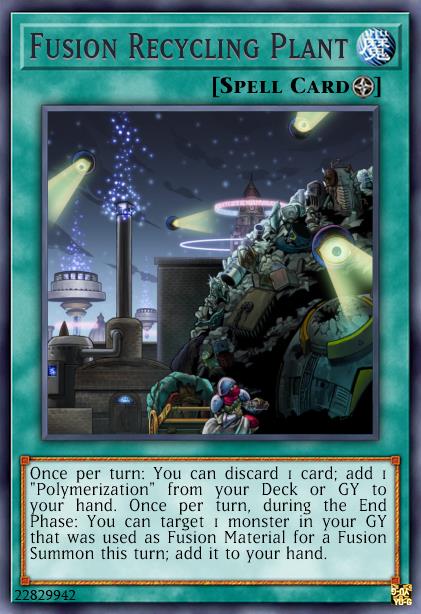 Fusion Recycling Plant
[Spell Card]
Once per turn: You can discard 1 card; add 1
"Polymerization" from your Deck or GY to
your hand. Once per turn, during the End
Phase: You can target 1 monster in your GY
that was used as Fusion Material for a Fusion
Summon this turn; add it to your hand.
22829942